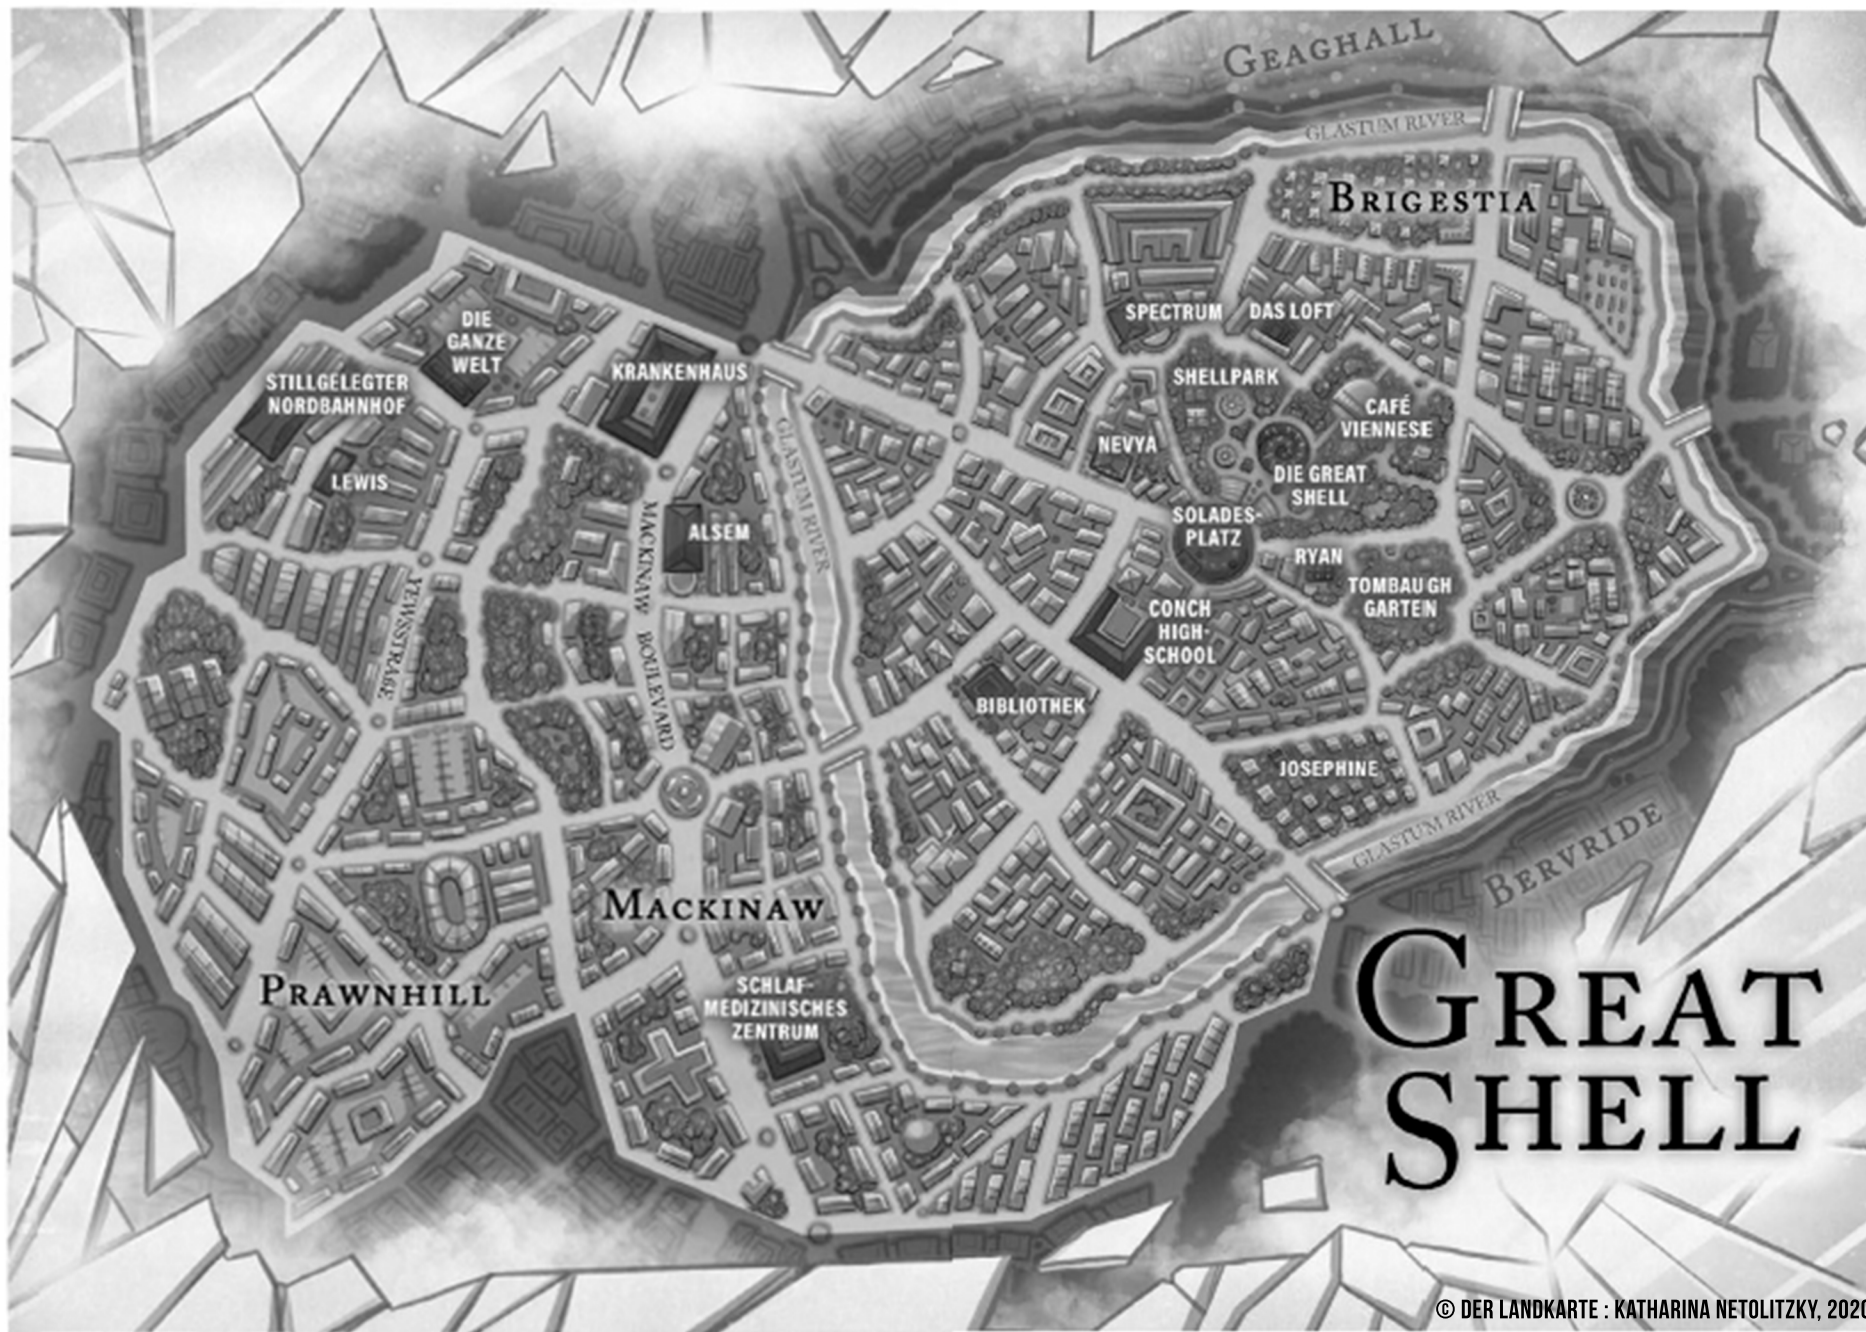 GEAGHALL
GLASTUM RIVER
BRIGESTIA
SPECTRUM
DAS LOFT
DIE
GANZE
WELT
KRANKENHAUS
STILLGELEGTER
NORDBAHNHOF
SHELLPARK
CAFÉ
VIENNESE
NEVYA
LEWIS
DIE GREAT
SHELL
GLASTUM RIVER
ALSEM
MACKINAW BOULEVARD
SOLADES-
PLATZ
RYAN
TOMBAUGH
GARTEN
YEWSSTRAGE
CONCH
HIGH-
SCHOOL
BIBLIOTHEK
JOSEPHINE
GLASTUM RIVER
BERVRIDE
MACKINAW
PRAWNHILL
SCHLAF-
MEDIZINISCHES
ZENTRUM
GREAT
SHELL
© DER LANDKARTE : KATHARINA NETOLITZKY, 2020